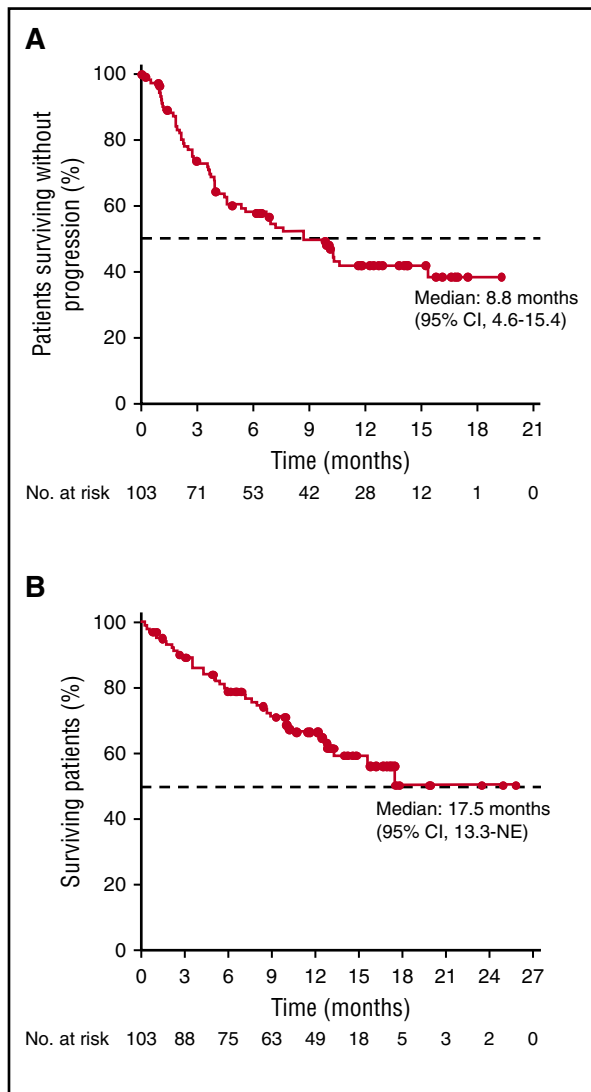 A
Patients surviving without
progression (%)
100
80
60
40
20
0
Median: 8.8 months
(95% CI, 4.6-15.4)
0 3 6 9 12 15 18 21
Time (months)
No. at risk 103 71 53 42 28 12 1 0
B
Surviving patients (%)
100
80
60
40
20
0
Median: 17.5 months
(95% CI, 13.3-NE)
0 3 6 9 12 15 18 21 24 27
Time (months)
No. at risk 103 88 75 63 49 18 5 3 2 0